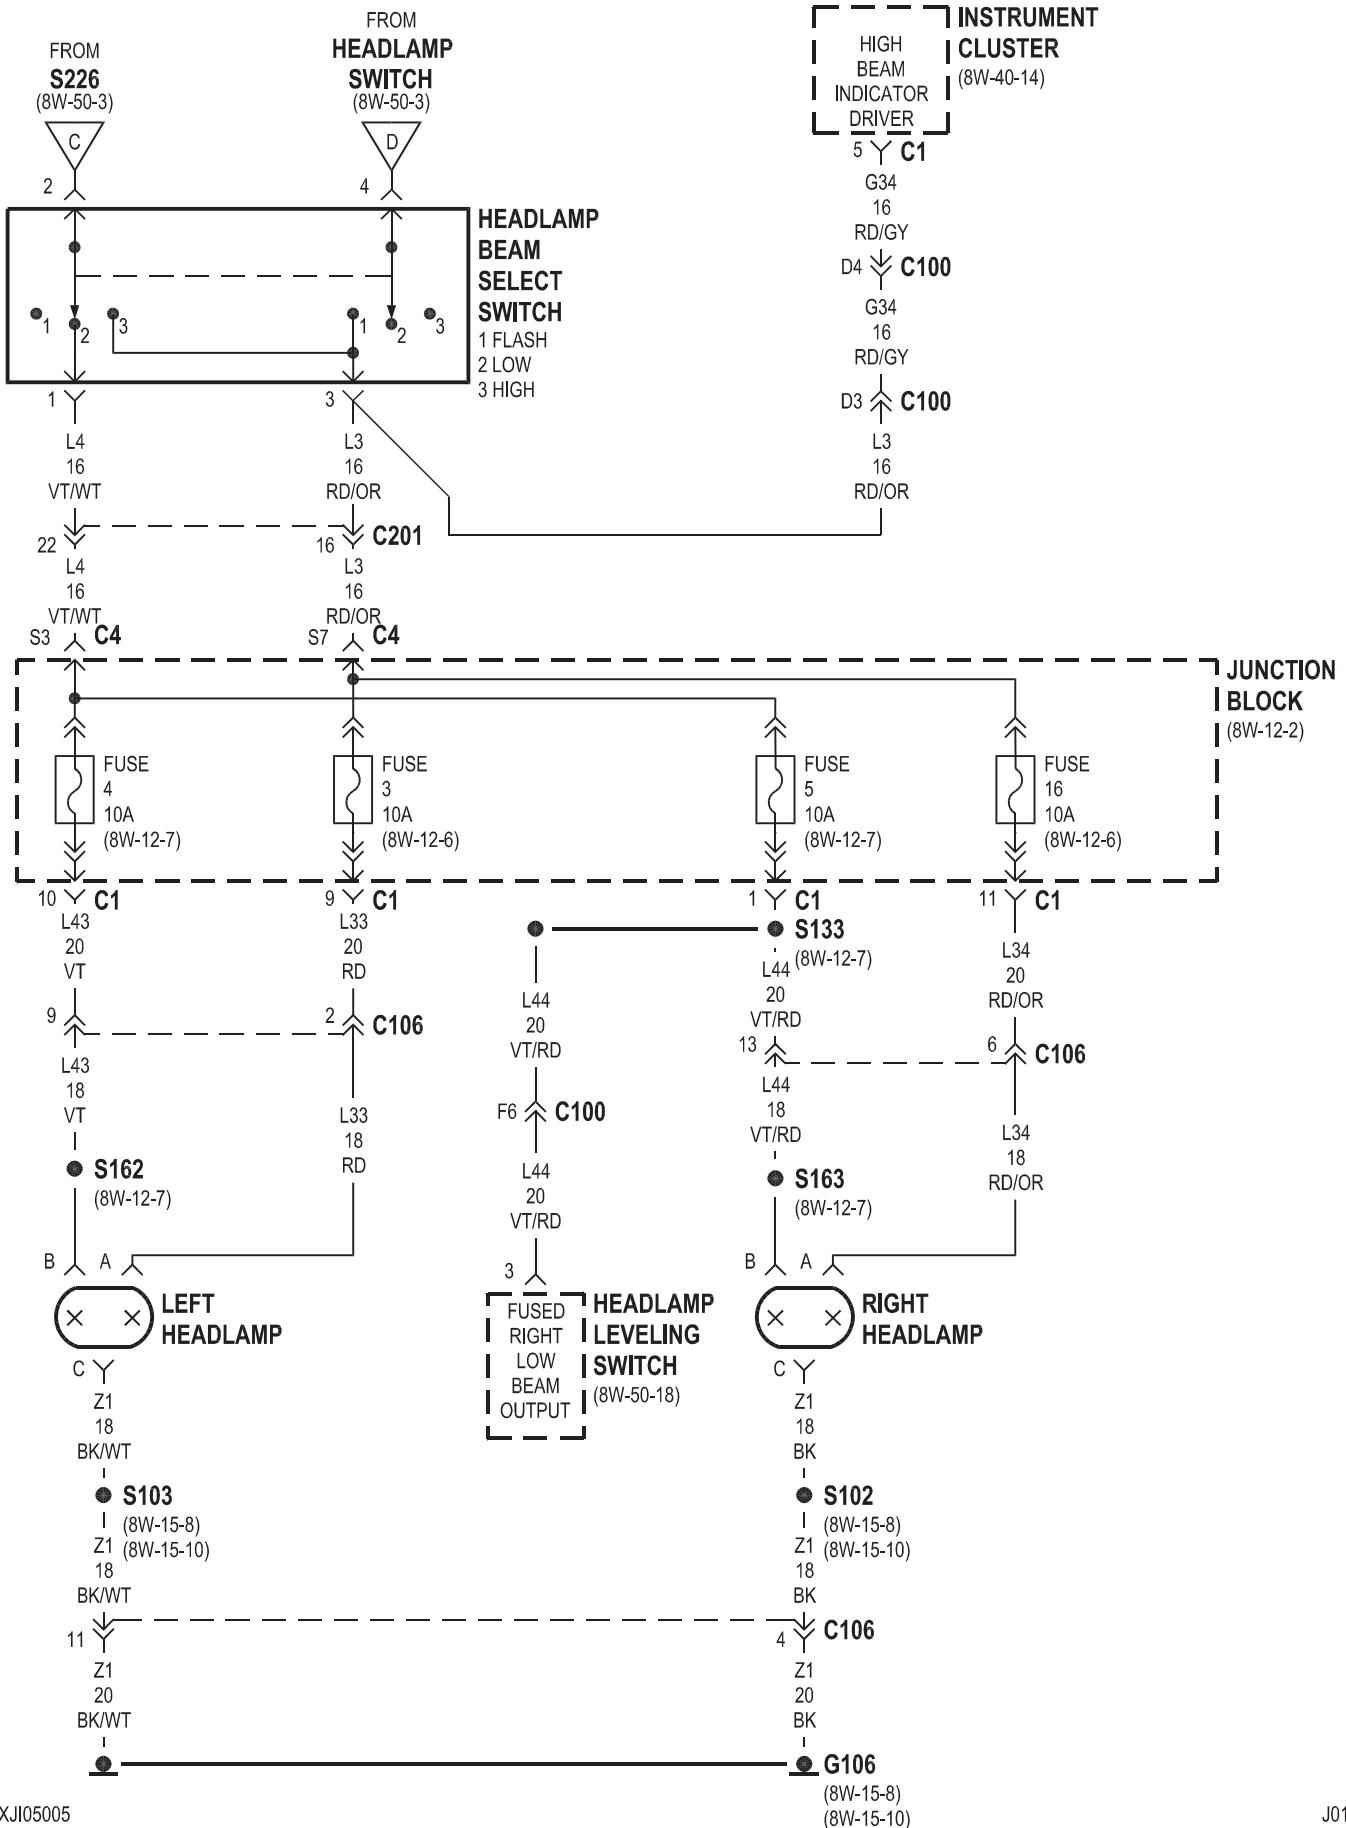 FROM
S226
(8W-50-3)
C
2
FROM
HEADLAMP
SWITCH
(8W-50-3)
D
4
HIGH
BEAM
INDICATOR
DRIVER
INSTRUMENT
CLUSTER
(8W-40-14)
5 C1
G34
16
RD/GY
D4 C100
G34
16
RD/GY
D3 C100
L3
16
RD/OR
HEADLAMP
BEAM
SELECT
SWITCH
1 FLASH
2 LOW
3 HIGH
1 2 3 1 2 3
1 3
L4
16
VT/WT
L3
16
RD/OR
22 16 C201
L4
16
VT/WT
L3
16
RD/OR
S3 C4 S7 C4
JUNCTION
BLOCK
(8W-12-2)
FUSE
4
10A
(8W-12-7)
FUSE
3
10A
(8W-12-6)
FUSE
5
10A
(8W-12-7)
FUSE
16
10A
(8W-12-6)
10 C1 9 C1 1 C1 11 C1
L43
20
VT
L33
20
RD
S133
(8W-12-7)
L44
20
VT/RD
L44
20
VT/RD
L34
20
RD/OR
9 2 C106
13 6 C106
L43
18
VT
L33
18
RD
F6 C100
L44
18
VT/RD
L34
18
RD/OR
S162
(8W-12-7)
L44
20
VT/RD
S163
(8W-12-7)
B A
3
B A
LEFT
HEADLAMP
FUSED
RIGHT
LOW
BEAM
OUTPUT
HEADLAMP
LEVELING
SWITCH
(8W-50-18)
RIGHT
HEADLAMP
C
Z1
18
BK/WT
C
Z1
18
BK
S103
(8W-15-8)
(8W-15-10)
S102
(8W-15-8)
(8W-15-10)
Z1
18
BK/WT
Z1
18
BK
11 4 C106
Z1
20
BK/WT
Z1
20
BK
G106
(8W-15-8)
(8W-15-10)
XJI05005
J01